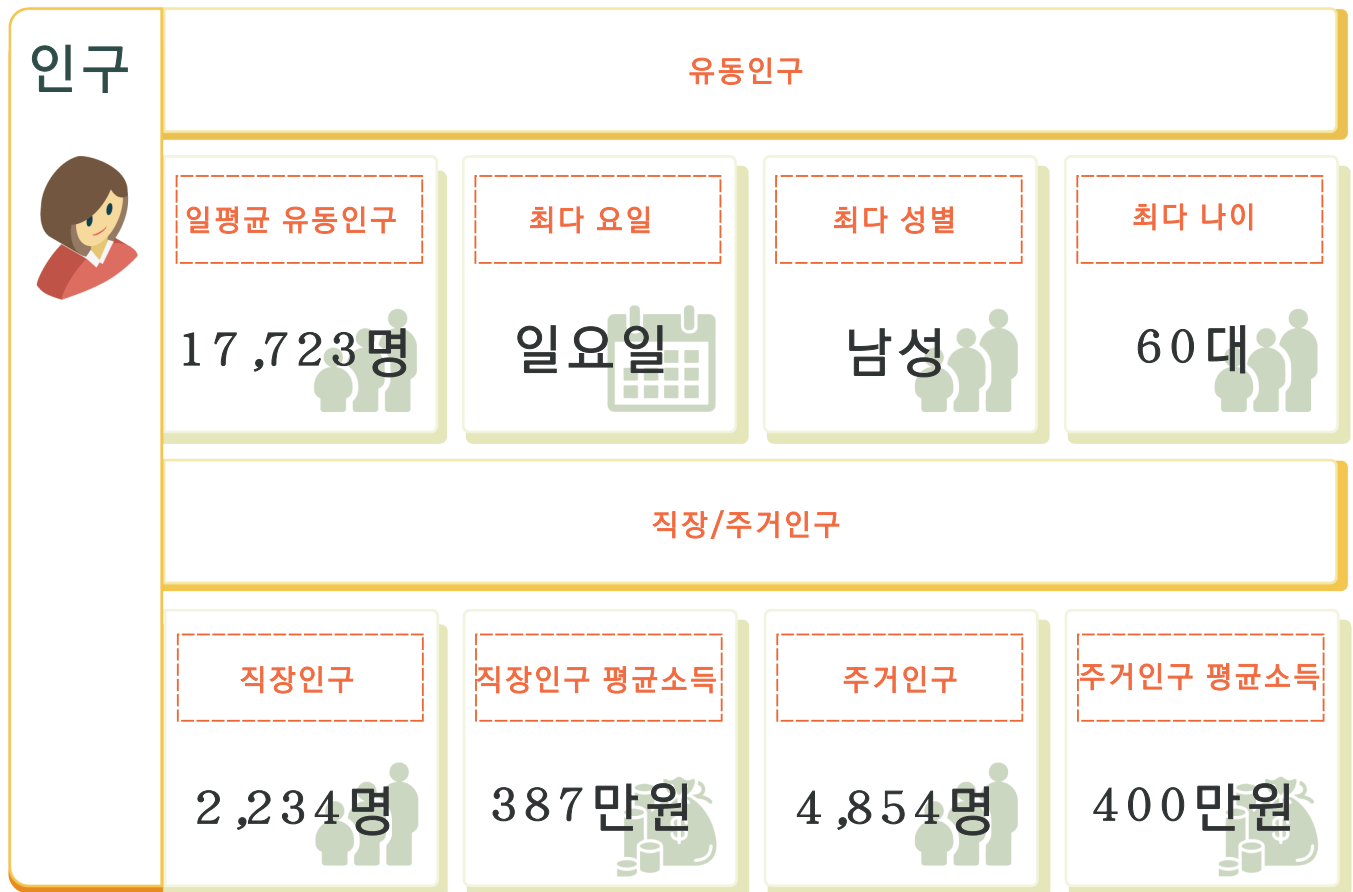 인구
유동인구
일평균 유동인구
최다 요일
최다 성별
최다 나이
17,723명
일요일
남성
60대
직장/주거인구
직장인구
직장인구 평균소득
주거인구
주거인구 평균소득
2,234명
387만원
4,854명
400만원